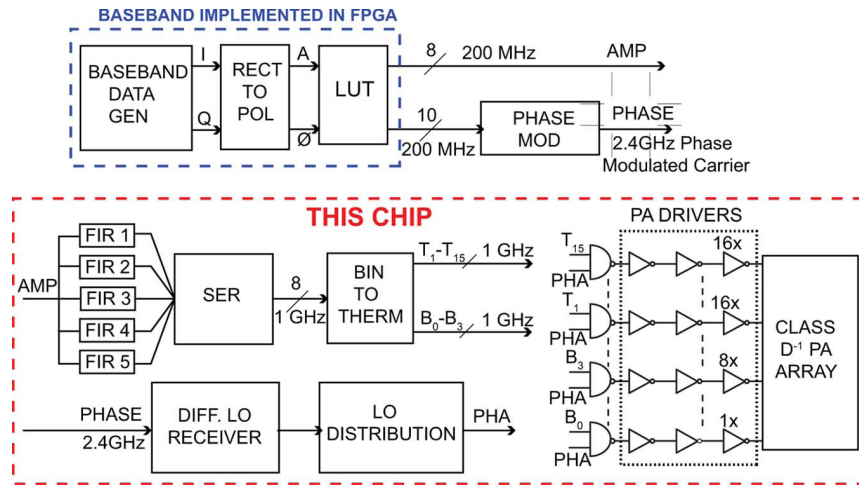 BASEBAND IMPLEMENTED IN FPGA
BASEBAND
DATA
GEN
I
Q
RECT
TO
POL
A
Ø
LUT
8
200 MHz
AMP
10
200 MHz
PHASE
MOD
PHASE
2.4GHz Phase
Modulated Carrier
THIS CHIP
AMP
FIR 1
FIR 2
FIR 3
FIR 4
FIR 5
SER
8
1 GHz
BIN
TO
THERM
T1-T15
1 GHz
B0-B3
1 GHz
PHASE
2.4GHz
DIFF. LO
RECEIVER
LO
DISTRIBUTION
PHA
PA DRIVERS
T15
PHA
16x
T1
PHA
16x
B3
PHA
8x
B0
PHA
1x
CLASS
D-1 PA
ARRAY